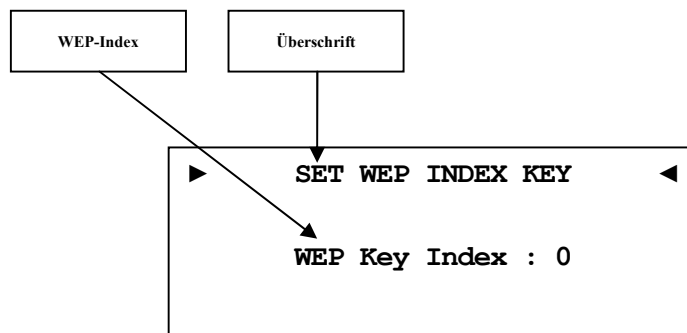 WEP-Index
Überschrift
► SET WEP INDEX KEY ◄
WEP Key Index : 0